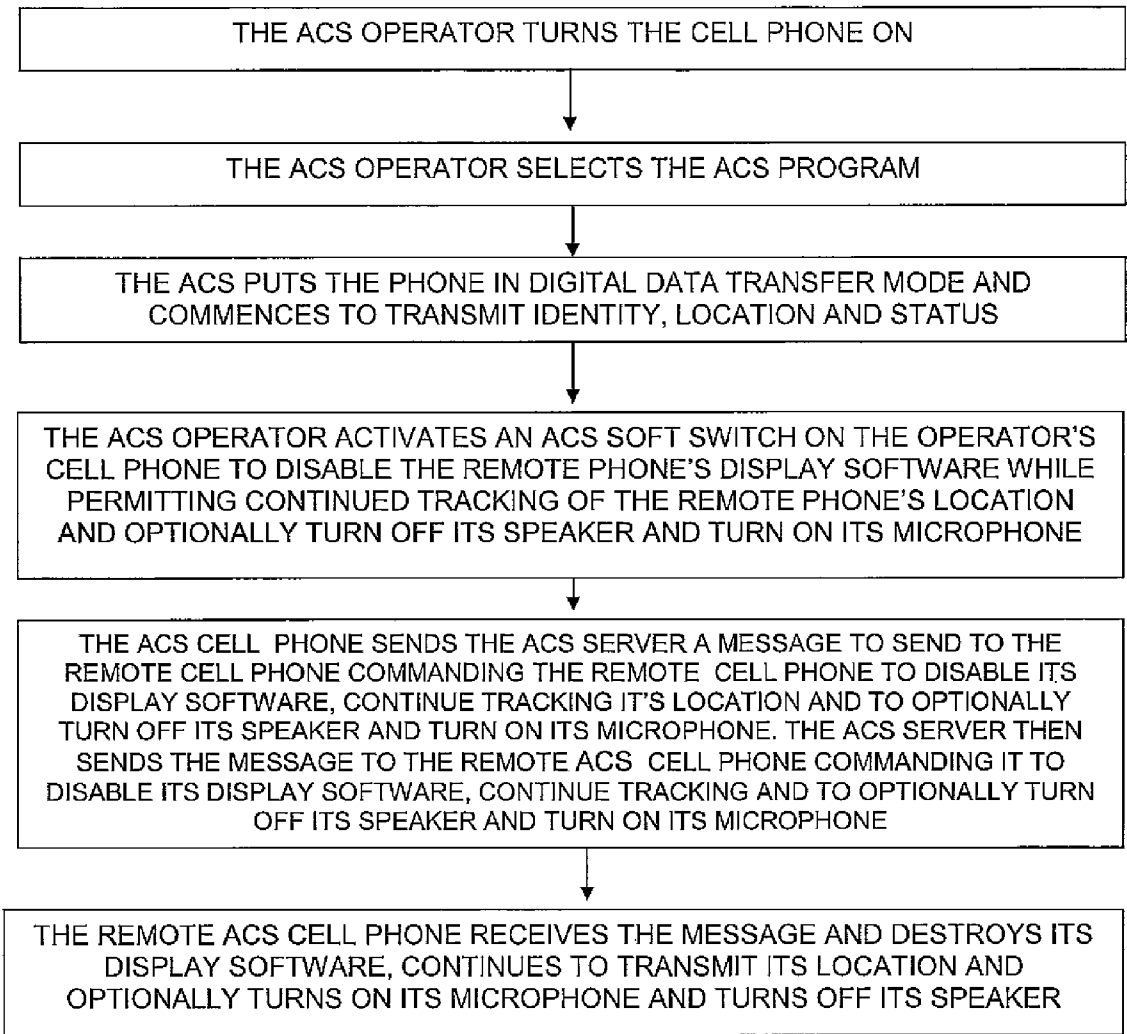 THE ACS OPERATOR TURNS THE CELL PHONE ON
THE ACS OPERATOR SELECTS THE ACS PROGRAM
THE ACS PUTS THE PHONE IN DIGITAL DATA TRANSFER MODE AND
COMMENCES TO TRANSMIT IDENTITY, LOCATION AND STATUS
THE ACS OPERATOR ACTIVATES AN ACS SOFT SWITCH ON THE OPERATOR'S
CELL PHONE TO DISABLE THE REMOTE PHONE'S DISPLAY SOFTWARE WHILE
PERMITTING CONTINUED TRACKING OF THE REMOTE PHONE'S LOCATION
AND OPTIONALLY TURN OFF ITS SPEAKER AND TURN ON ITS MICROPHONE
THE ACS CELL PHONE SENDS THE ACS SERVER A MESSAGE TO SEND TO THE
REMOTE CELL PHONE COMMANDING THE REMOTE CELL PHONE TO DISABLE ITS
DISPLAY SOFTWARE, CONTINUE TRACKING IT'S LOCATION AND TO OPTIONALLY
TURN OFF ITS SPEAKER AND TURN ON ITS MICROPHONE. THE ACS SERVER THEN
SENDS THE MESSAGE TO THE REMOTE ACS CELL PHONE COMMANDING IT TO
DISABLE ITS DISPLAY SOFTWARE, CONTINUE TRACKING AND TO OPTIONALLY TURN
OFF ITS SPEAKER AND TURN ON ITS MICROPHONE
THE REMOTE ACS CELL PHONE RECEIVES THE MESSAGE AND DESTROYS ITS
DISPLAY SOFTWARE, CONTINUES TO TRANSMIT ITS LOCATION AND
OPTIONALLY TURNS ON ITS MICROPHONE AND TURNS OFF ITS SPEAKER